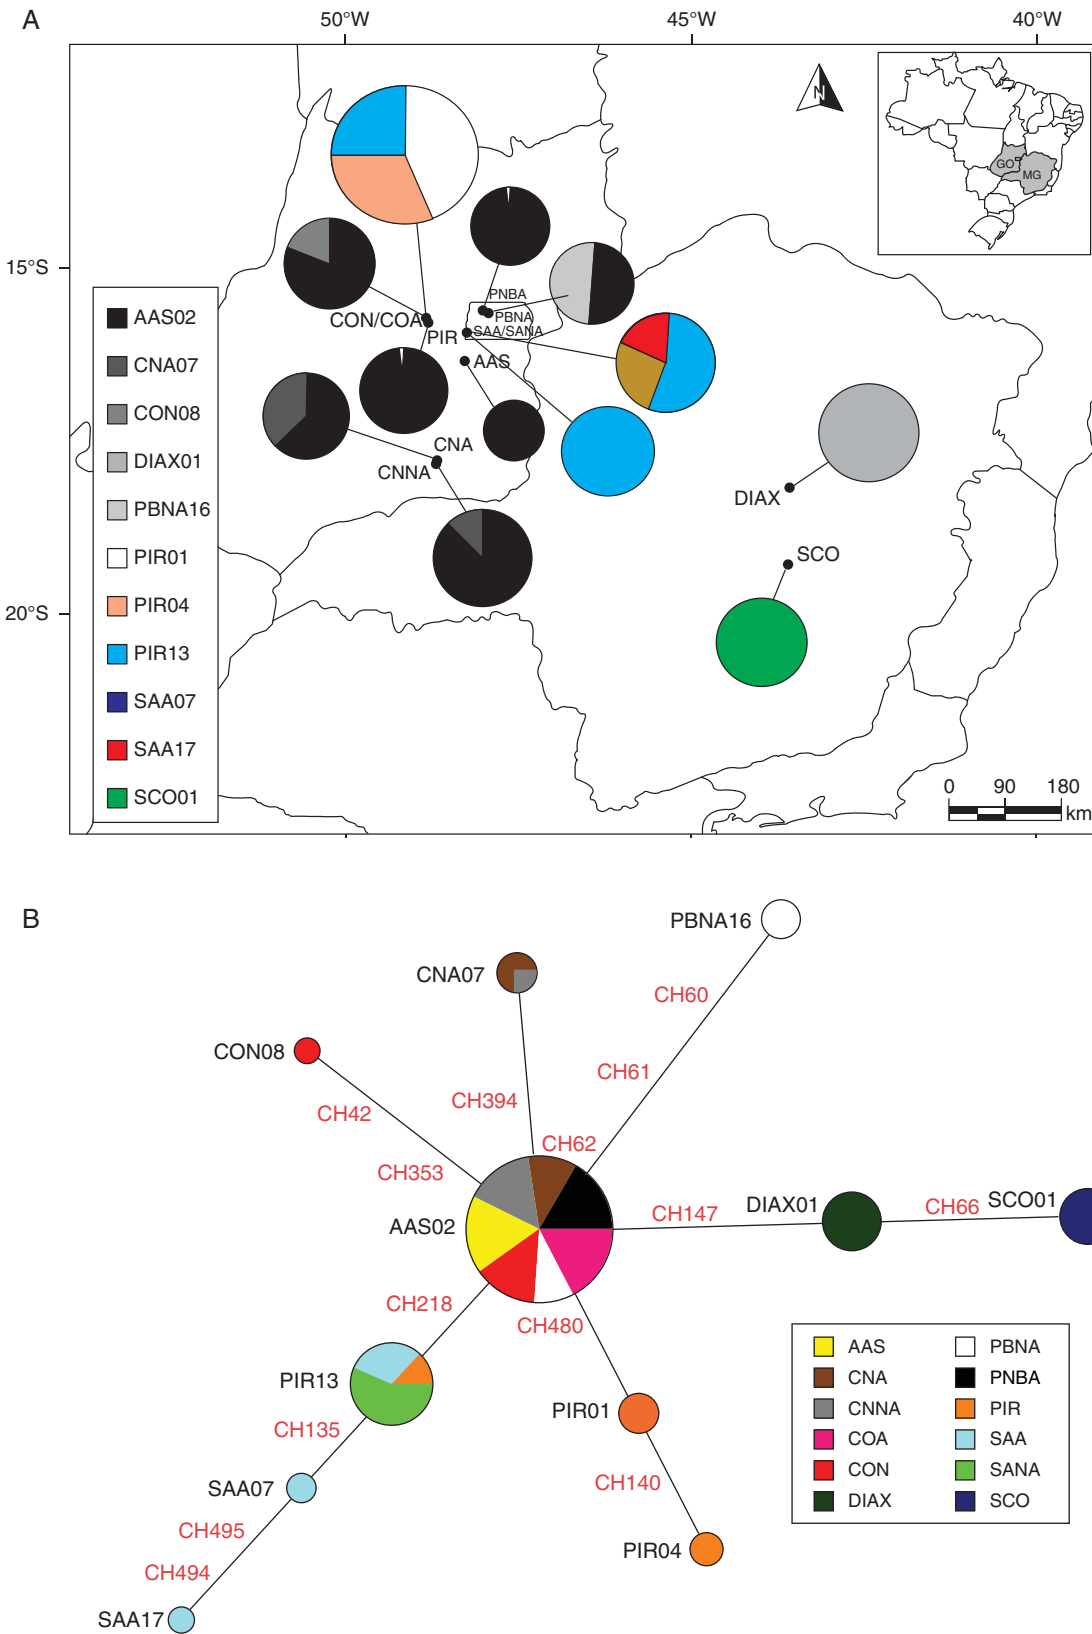 A
50°W
45°W
40°W
N
GO
MG
15°S
20°S
AAS02
CNA07
CON08
DIAX01
PBNA16
PIR01
PIR04
PIR13
SAA07
SAA17
SCO01
PNBA
CON/COA
PBNA
PIR
SAA/SANA
AAS
CNA
CNNA
DIAX
SCO
0 90 180
km
B
PBNA16
CNA07
CH60
CON08
CH61
CH394
CH42
CH62
CH353
AAS02
CH147
DIAX01
CH66
SCO01
CH218
CH480
PIR13
PIR01
CH135
CH140
SAA07
CH495
PIR04
CH494
SAA17
AAS
CNA
CNNA
COA
CON
DIAX
PBNA
PNBA
PIR
SAA
SANA
SCO